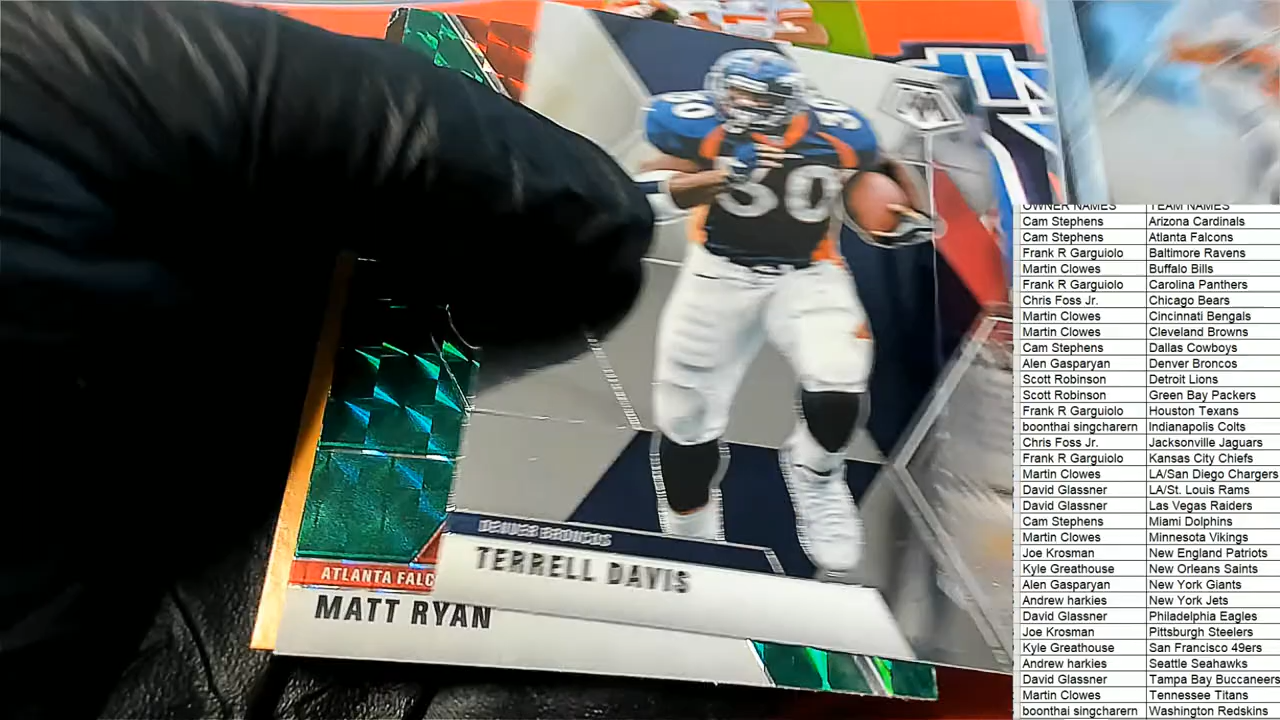 30
DENVER BRONCOS
TERRELL DAVIS
ATLANTA FALC
MATT RYAN
OWNER NAMES TEAM NAMES
Cam Stephens Arizona Cardinals
Cam Stephens Atlanta Falcons
Frank R Garguiolo Baltimore Ravens
Martin Clowes Buffalo Bills
Frank R Garguiolo Carolina Panthers
Chris Foss Jr. Chicago Bears
Martin Clowes Cincinnati Bengals
Martin Clowes Cleveland Browns
Cam Stephens Dallas Cowboys
Alen Gasparyan Denver Broncos
Scott Robinson Detroit Lions
Scott Robinson Green Bay Packers
Frank R Garguiolo Houston Texans
boonthai singcharern Indianapolis Colts
Chris Foss Jr. Jacksonville Jaguars
Frank R Garguiolo Kansas City Chiefs
Martin Clowes LA/San Diego Chargers
David Glassner LA/St. Louis Rams
David Glassner Las Vegas Raiders
Cam Stephens Miami Dolphins
Martin Clowes Minnesota Vikings
Joe Krosman New England Patriots
Kyle Greathouse New Orleans Saints
Alen Gasparyan New York Giants
Andrew harkies New York Jets
David Glassner Philadelphia Eagles
Joe Krosman Pittsburgh Steelers
Kyle Greathouse San Francisco 49ers
Andrew harkies Seattle Seahawks
David Glassner Tampa Bay Buccaneers
Martin Clowes Tennessee Titans
boonthai singcharern Washington Redskins